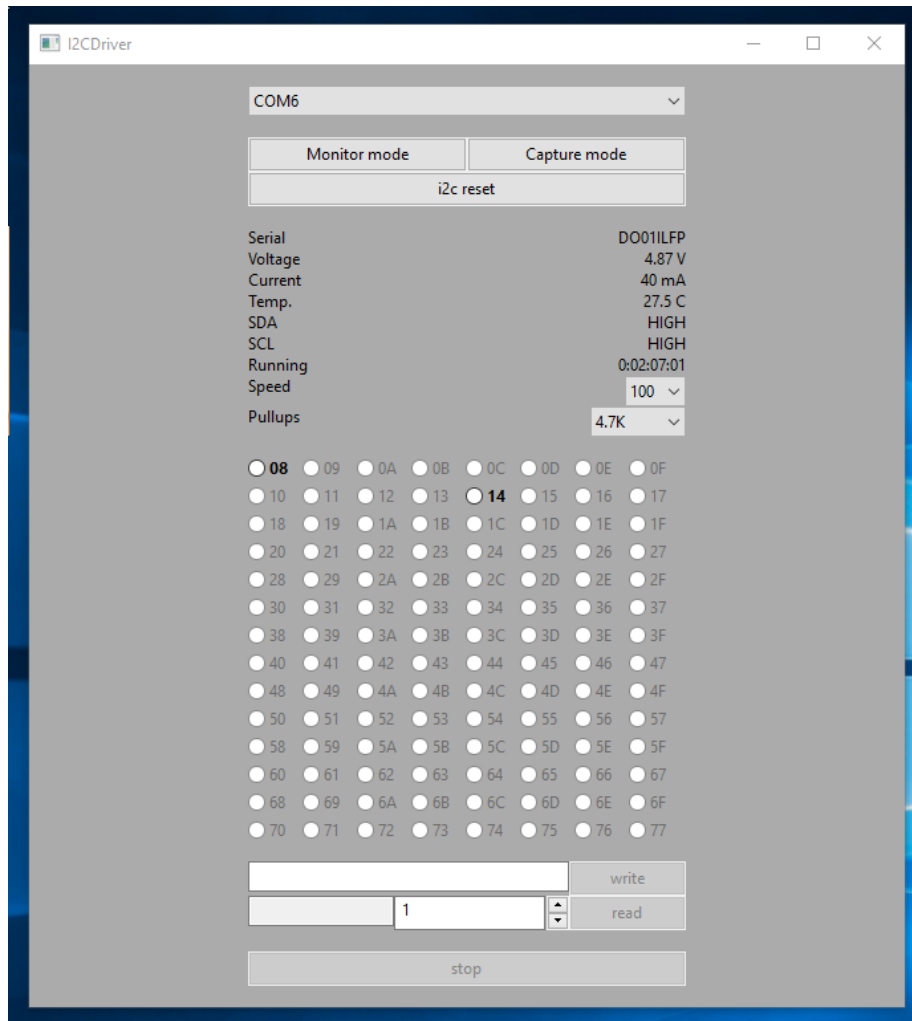 I2CDriver
COM6
Monitor mode Capture mode
i2c reset
Serial DO01ILFP
Voltage 4.87 V
Current 40 mA
Temp. 27.5 C
SDA HIGH
SCL HIGH
Running 0:02:07:01
Speed 100
Pullups 4.7K
08 09 0A 0B 0C 0D 0E 0F
10 11 12 13 14 15 16 17
18 19 1A 1B 1C 1D 1E 1F
20 21 22 23 24 25 26 27
28 29 2A 2B 2C 2D 2E 2F
30 31 32 33 34 35 36 37
38 39 3A 3B 3C 3D 3E 3F
40 41 42 43 44 45 46 47
48 49 4A 4B 4C 4D 4E 4F
50 51 52 53 54 55 56 57
58 59 5A 5B 5C 5D 5E 5F
60 61 62 63 64 65 66 67
68 69 6A 6B 6C 6D 6E 6F
70 71 72 73 74 75 76 77
write
1 read
stop